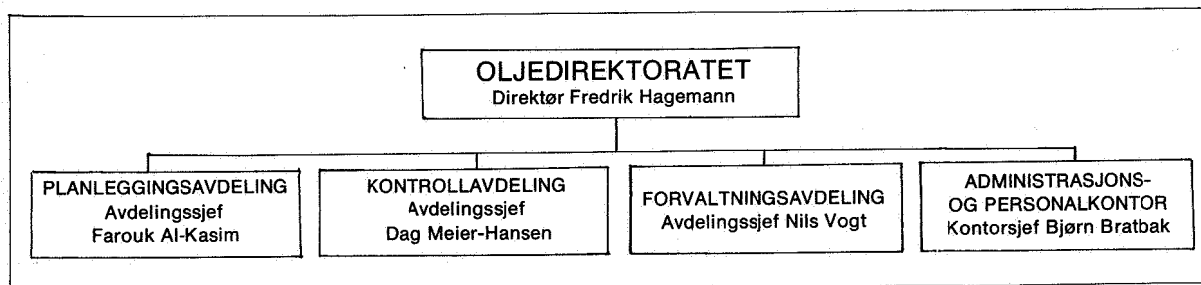 OLJEDIREKTORATET
Direktør Fredrik Hagemann
PLANLEGGINGSAVDELING
Avdelingssjef
Farouk Al-Kasim
KONTROLLAVDELING
Avdelingssjef
Dag Meier-Hansen
FORVALTNINGSAVDELING
Avdelingssjef Nils Vogt
ADMINISTRASJONS-
OG PERSONALKONTOR
Kontorsjef Bjørn Bratbak